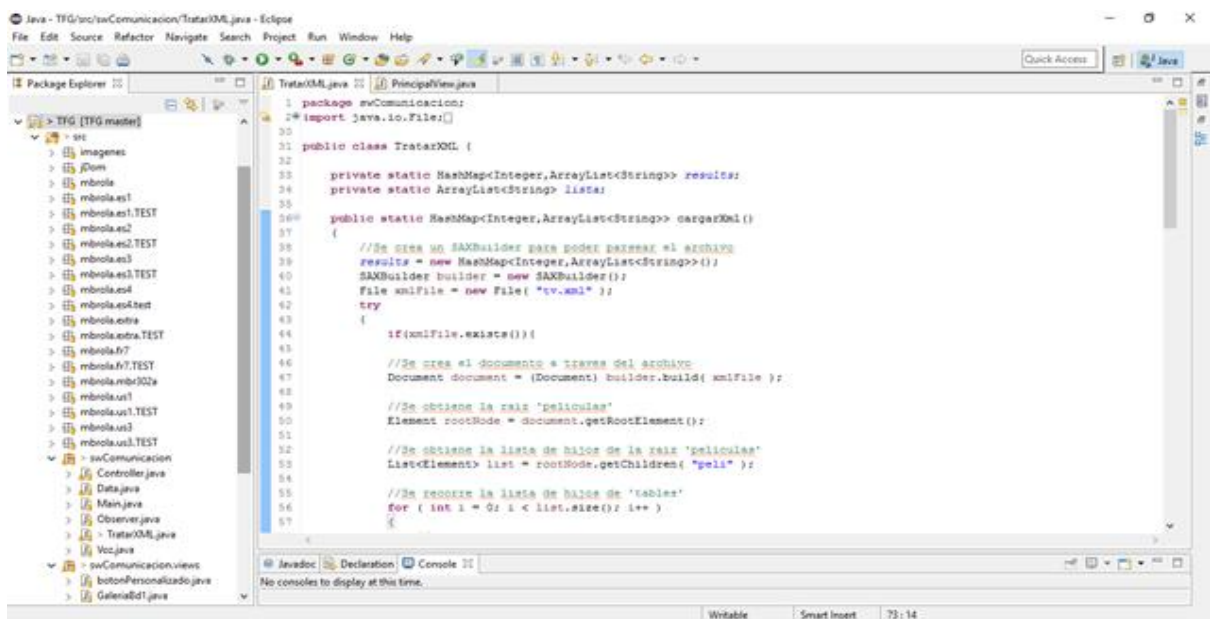 Java - TFG/src/swComunicacion/TratarXML.java - Eclipse
File Edit Source Refactor Navigate Search Project Run Window Help
Quick Access
Java
Package Explorer
> TFG [TFG master]
> src
imagenes
jDom
mbrola
mbrola.es1
mbrola.es1.TEST
mbrola.es2
mbrola.es2.TEST
mbrola.es3
mbrola.es3.TEST
mbrola.es4
mbrola.es4.test
mbrola.extra
mbrola.extra.TEST
mbrola.fr7
mbrola.fr7.TEST
mbrola.mbr302a
mbrola.us1
mbrola.us1.TEST
mbrola.us3
mbrola.us3.TEST
> swComunicacion
Controller.java
Data.java
Main.java
Observer.java
> TratarXML.java
Voz.java
> swComunicacion.views
botonPersonalizado.java
GaleriaBd1.java
TratarXML.java
PrincipalView.java
1 package swComunicacion;
2 import java.io.File;
30
31 public class TratarXML {
32
33 private static HashMap<Integer,ArrayList<String>> results;
34 private static ArrayList<String> lista;
35
36 public static HashMap<Integer,ArrayList<String>> cargarXml()
37 {
38 //Se crea un SAXBuilder para poder parsear el archivo
39 results = new HashMap<Integer,ArrayList<String>>();
40 SAXBuilder builder = new SAXBuilder();
41 File xmlFile = new File( "tv.xml" );
42 try
43 {
44 if(xmlFile.exists()){
45
46 //Se crea el documento a traves del archivo
47 Document document = (Document) builder.build( xmlFile );
48
49 //Se obtiene la raiz 'peliculas'
50 Element rootNode = document.getRootElement();
51
52 //Se obtiene la lista de hijos de la raiz 'peliculas'
53 List<Element> list = rootNode.getChildren( "peli" );
54
55 //Se recorre la lista de hijos de 'tables'
56 for ( int i = 0; i < list.size(); i++ )
57 {
Javadoc Declaration Console
No consoles to display at this time.
Writable Smart Insert 73 : 14